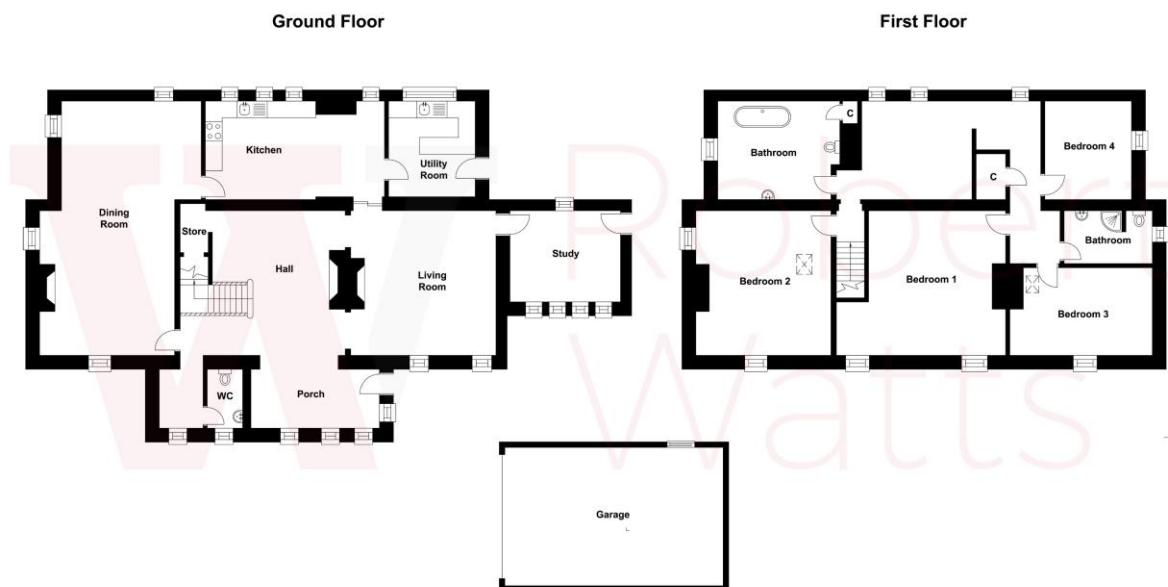 Ground Floor
First Floor
Kitchen
Utility
Room
Dining
Room
Store
Hall
Living
Room
Study
WC
Porch
Bathroom
C
Bedroom 4
C
Bathroom
Bedroom 2
Bedroom 1
Bedroom 3
Garage
W
Robert
Watts